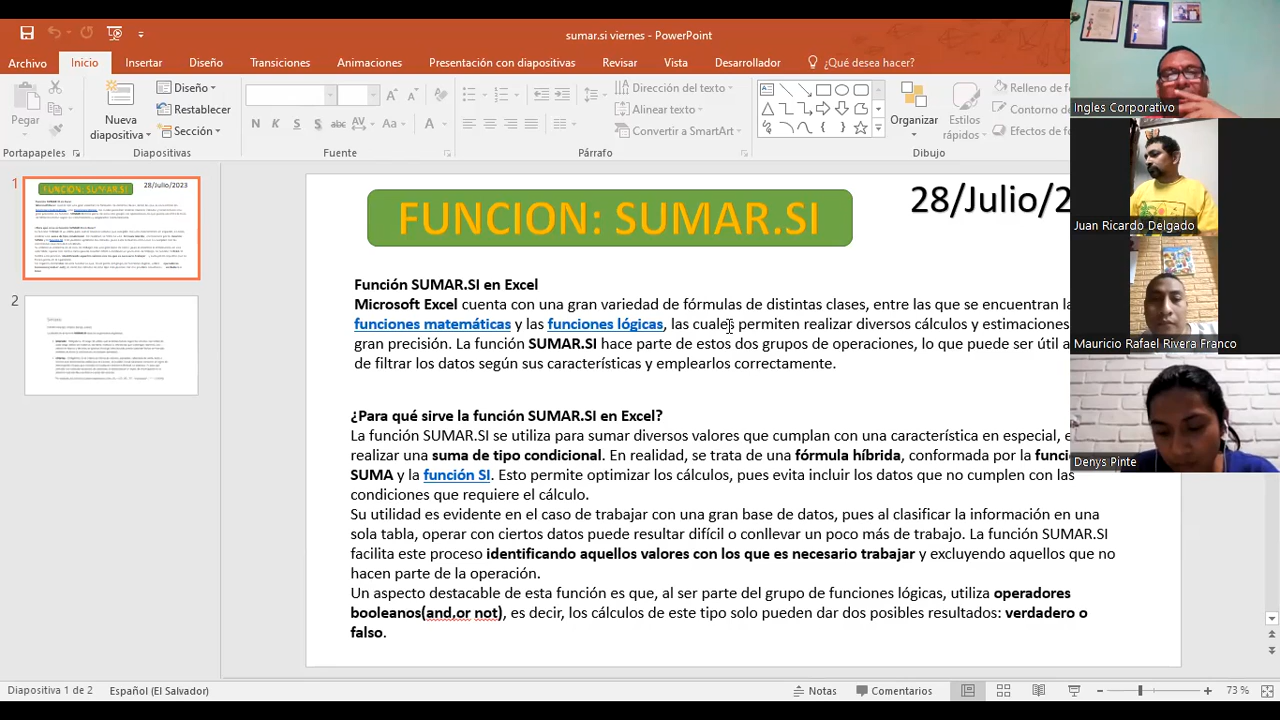 sumar.si viernes - PowerPoint
Archivo Inicio Insertar Diseño Transiciones Animaciones Presentación con diapositivas Revisar Vista Desarrollador ¿Qué desea hacer?
Pegar
Nueva diapositiva
Diseño
Restablecer
Sección
N K S S abc AV Aa A
Dirección del texto
Alinear texto
Convertir a SmartArt
Organizar
Estilos rápidos
Relleno de
Contorno de
Efectos de f
Portapapeles Diapositivas Fuente Párrafo Dibujo
1
FUNCION: SUMAR.SI
28/Julio/2023
2
28/Julio/2
Función SUMAR.SI en Excel
Microsoft Excel cuenta con una gran variedad de fórmulas de distintas clases, entre las que se encuentran la
funciones matemáticas y las funciones lógicas, las cuales permiten realizar diversos cálculos y estimaciones
gran precisión. La función SUMAR.SI hace parte de estos dos grupos de operaciones, lo que puede ser útil a
de filtrar los datos según sus características y emplearlos correctamente.
¿Para qué sirve la función SUMAR.SI en Excel?
La función SUMAR.SI se utiliza para sumar diversos valores que cumplan con una característica en especial, e
realizar una suma de tipo condicional. En realidad, se trata de una fórmula híbrida, conformada por la func
SUMA y la función SI. Esto permite optimizar los cálculos, pues evita incluir los datos que no cumplen con las
condiciones que requiere el cálculo.
Su utilidad es evidente en el caso de trabajar con una gran base de datos, pues al clasificar la información en una
sola tabla, operar con ciertos datos puede resultar difícil o conllevar un poco más de trabajo. La función SUMAR.SI
facilita este proceso identificando aquellos valores con los que es necesario trabajar y excluyendo aquellos que no
hacen parte de la operación.
Un aspecto destacable de esta función es que, al ser parte del grupo de funciones lógicas, utiliza operadores
booleanos(and.or not), es decir, los cálculos de este tipo solo pueden dar dos posibles resultados: verdadero o
falso.
Ingles Corporativo
Juan Ricardo Delgado
Mauricio Rafael Rivera Franco
Denys Pinte
Diapositiva 1 de 2 Español (El Salvador) Notas Comentarios 73 %